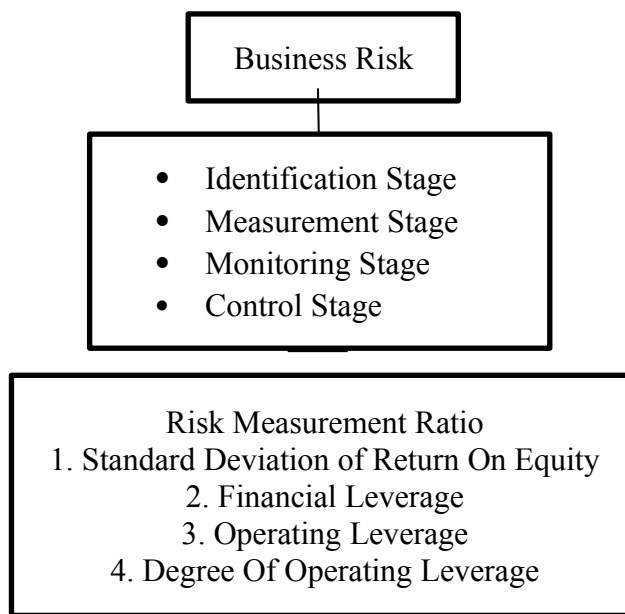 Business Risk
• Identification Stage
• Measurement Stage
• Monitoring Stage
• Control Stage
Risk Measurement Ratio
1. Standard Deviation of Return On Equity
2. Financial Leverage
3. Operating Leverage
4. Degree Of Operating Leverage